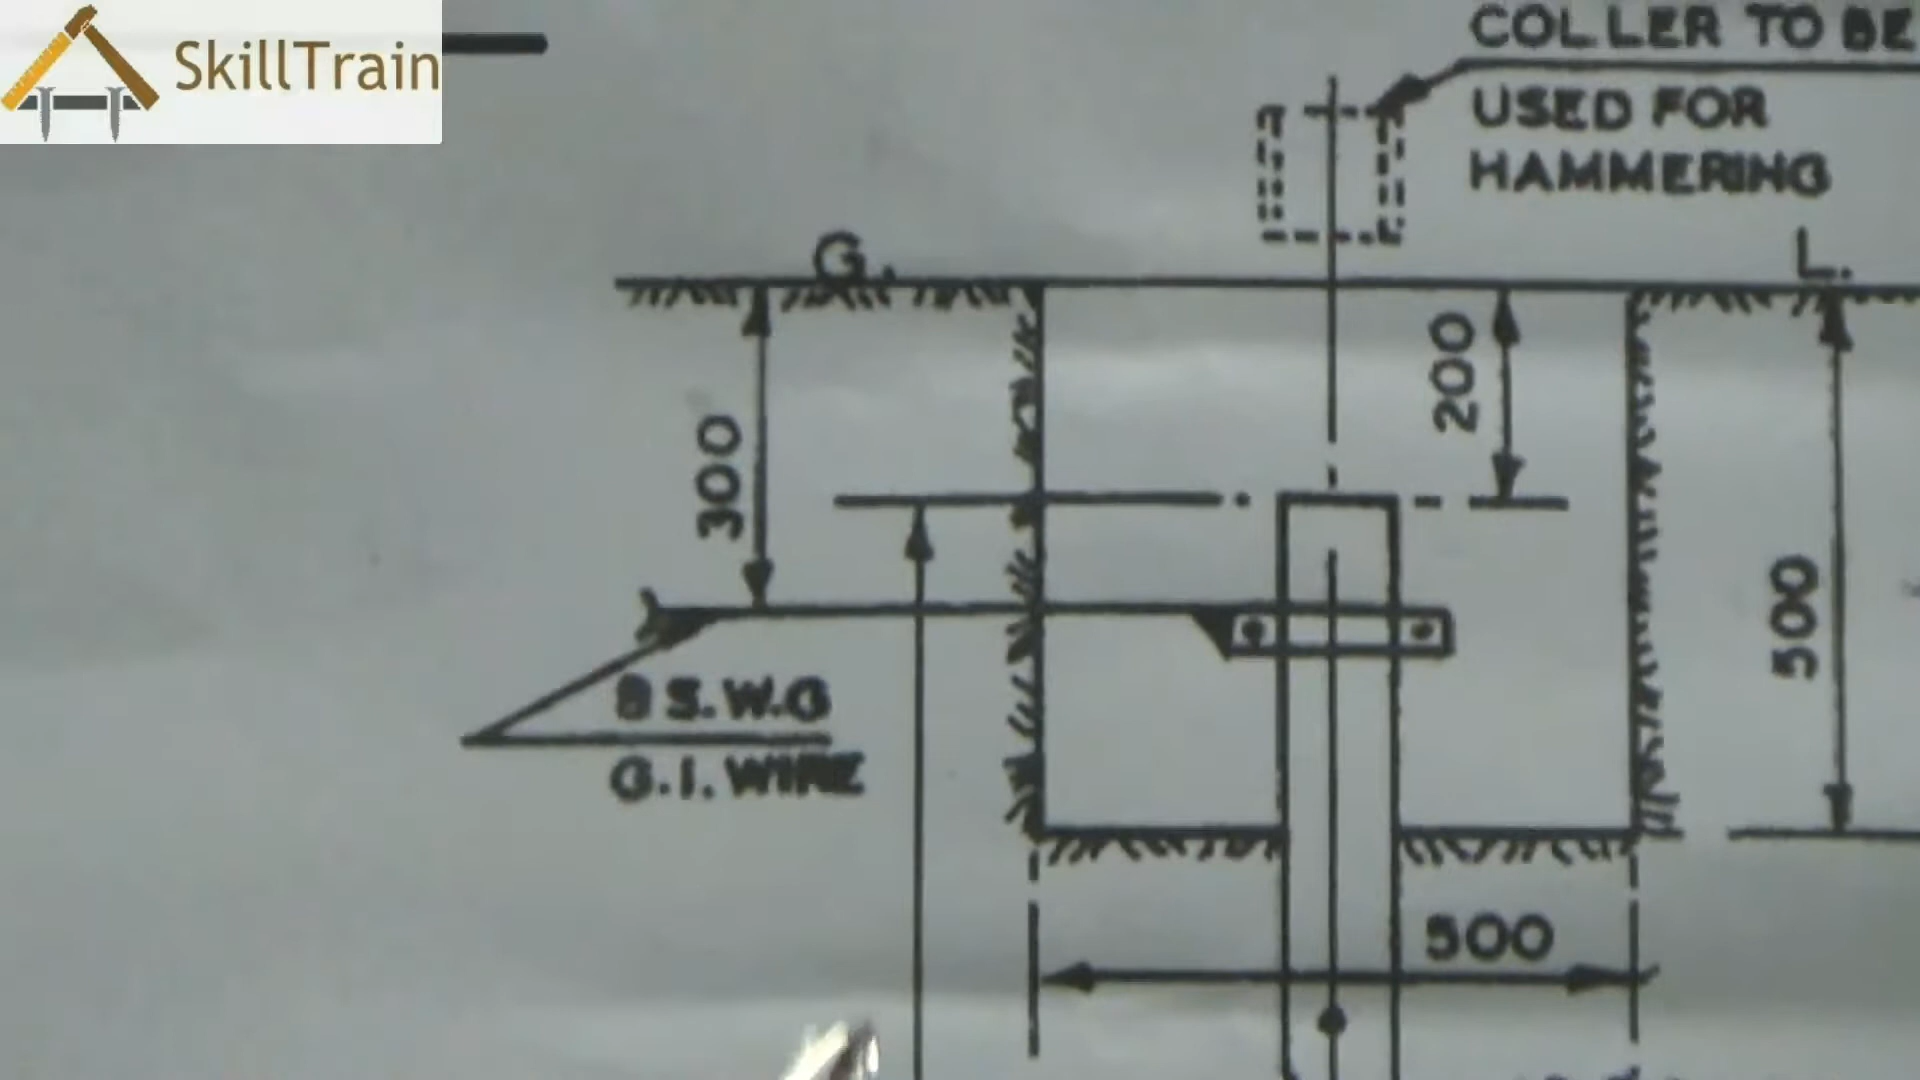 SkillTrain
COLLER TO BE
USED FOR
HAMMERING
G.
L.
200
300
500
8 S.W.G
G.I. WIRE
500